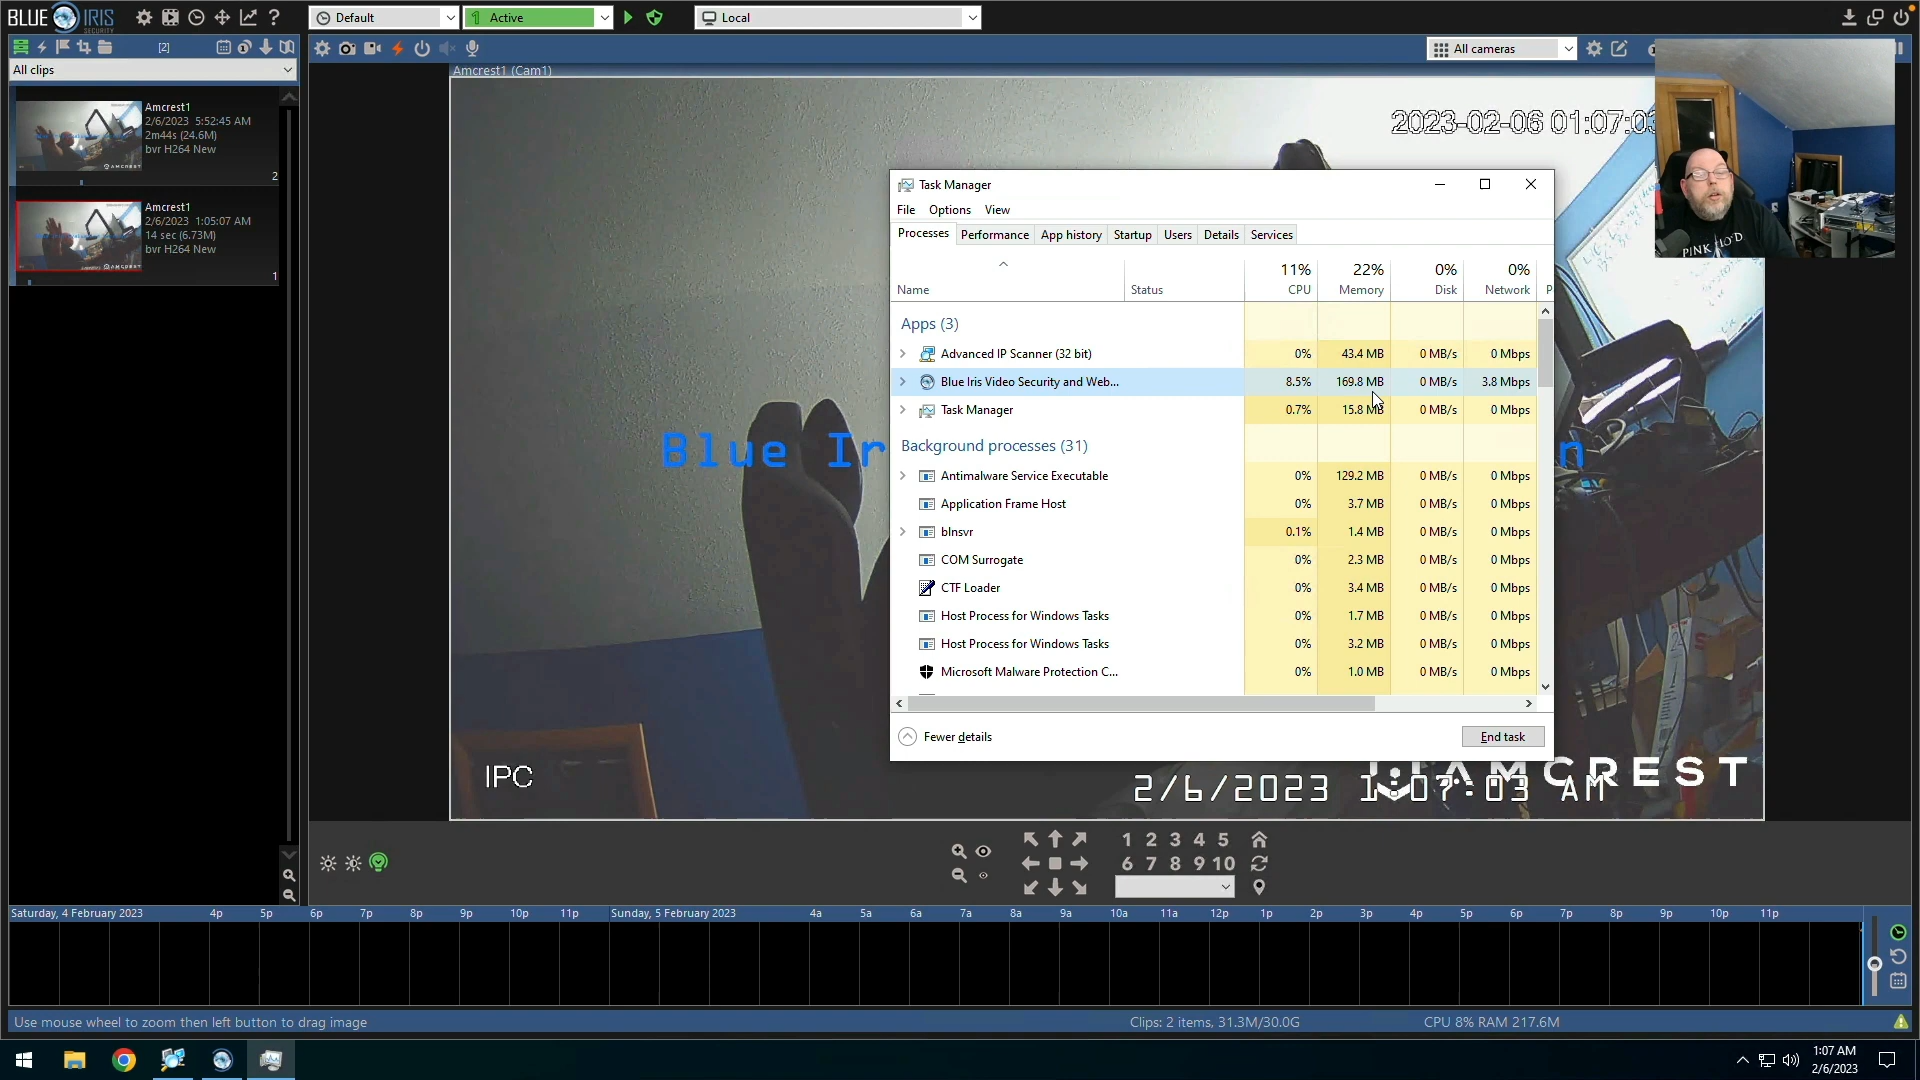 BLUE IRIS
SECURITY
Default
1 Active
Local
[2]
All clips
All cameras
Amcrest1
2/6/2023 5:52:45 AM
2m44s (24.6M)
bvr H264 New
2
Amcrest1
2/6/2023 1:05:07 AM
14 sec (6.73M)
bvr H264 New
1
Amcrest1 (Cam1)
2023-02-06 01:07:03
PINK
Blue Ir
n
IPC
AMCREST
2/6/2023 1:07:03 AM
Task Manager
File Options View
Processes Performance App history Startup Users Details Services
11% 22% 0% 0%
Name Status CPU Memory Disk Network P
Apps (3)
Advanced IP Scanner (32 bit) 0% 43.4 MB 0 MB/s 0 Mbps
Blue Iris Video Security and Web... 8.5% 169.8 MB 0 MB/s 3.8 Mbps
Task Manager 0.7% 15.8 MB 0 MB/s 0 Mbps
Background processes (31)
Antimalware Service Executable 0% 129.2 MB 0 MB/s 0 Mbps
Application Frame Host 0% 3.7 MB 0 MB/s 0 Mbps
blnsvr 0.1% 1.4 MB 0 MB/s 0 Mbps
COM Surrogate 0% 2.3 MB 0 MB/s 0 Mbps
CTF Loader 0% 3.4 MB 0 MB/s 0 Mbps
Host Process for Windows Tasks 0% 1.7 MB 0 MB/s 0 Mbps
Host Process for Windows Tasks 0% 3.2 MB 0 MB/s 0 Mbps
Microsoft Malware Protection C... 0% 1.0 MB 0 MB/s 0 Mbps
Fewer details
End task
1 2 3 4 5
6 7 8 9 10
Saturday, 4 February 2023 4p 5p 6p 7p 8p 9p 10p 11p Sunday, 5 February 2023 4a 5a 6a 7a 8a 9a 10a 11a 12p 1p 2p 3p 4p 5p 6p 7p 8p 9p 10p 11p
Use mouse wheel to zoom then left button to drag image
Clips: 2 items, 31.3M/30.0G
CPU 8% RAM 217.6M
1:07 AM
2/6/2023